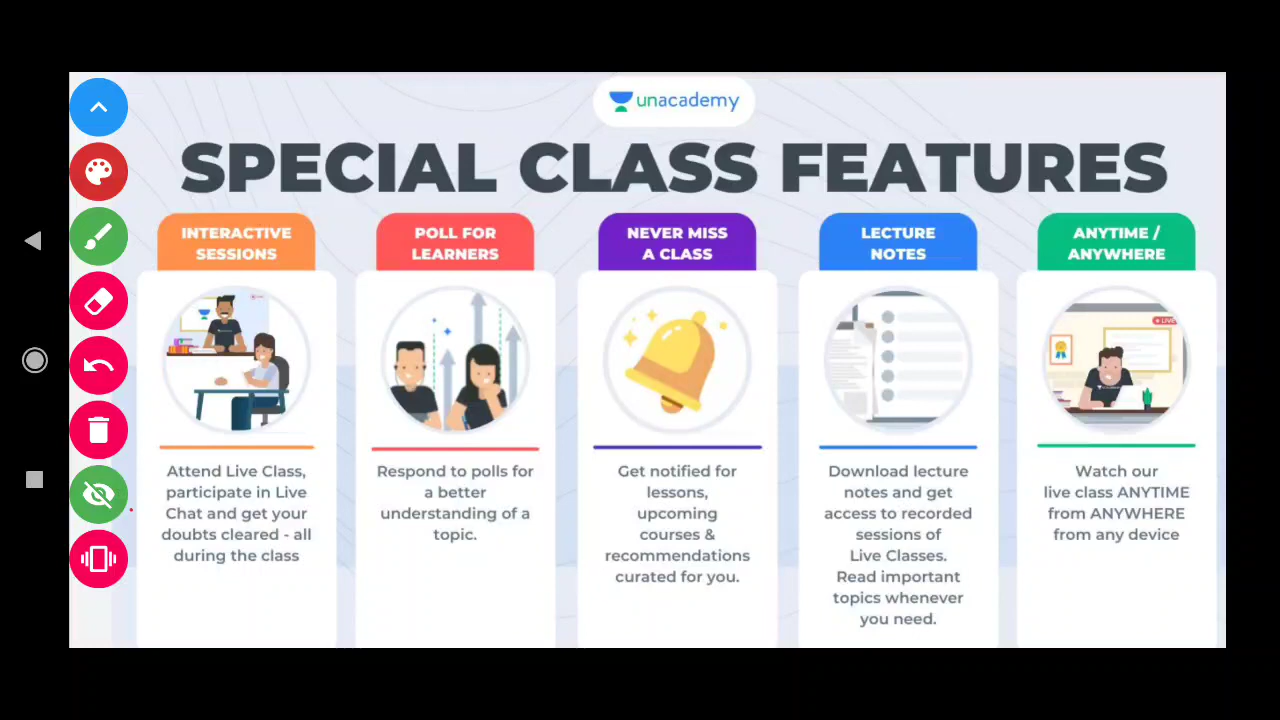 unacademy
SPECIAL CLASS FEATURES
INTERACTIVE
SESSIONS
Attend Live Class,
participate in Live
Chat and get your
doubts cleared - all
during the class
POLL FOR
LEARNERS
Respond to polls for
a better
understanding of a
topic.
NEVER MISS
A CLASS
Get notified for
lessons,
upcoming
courses &
recommendations
curated for you.
LECTURE
NOTES
Download lecture
notes and get
access to recorded
sessions of
Live Classes.
Read important
topics whenever
you need.
ANYTIME /
ANYWHERE
LIVE
Watch our
live class ANYTIME
from ANYWHERE
from any device